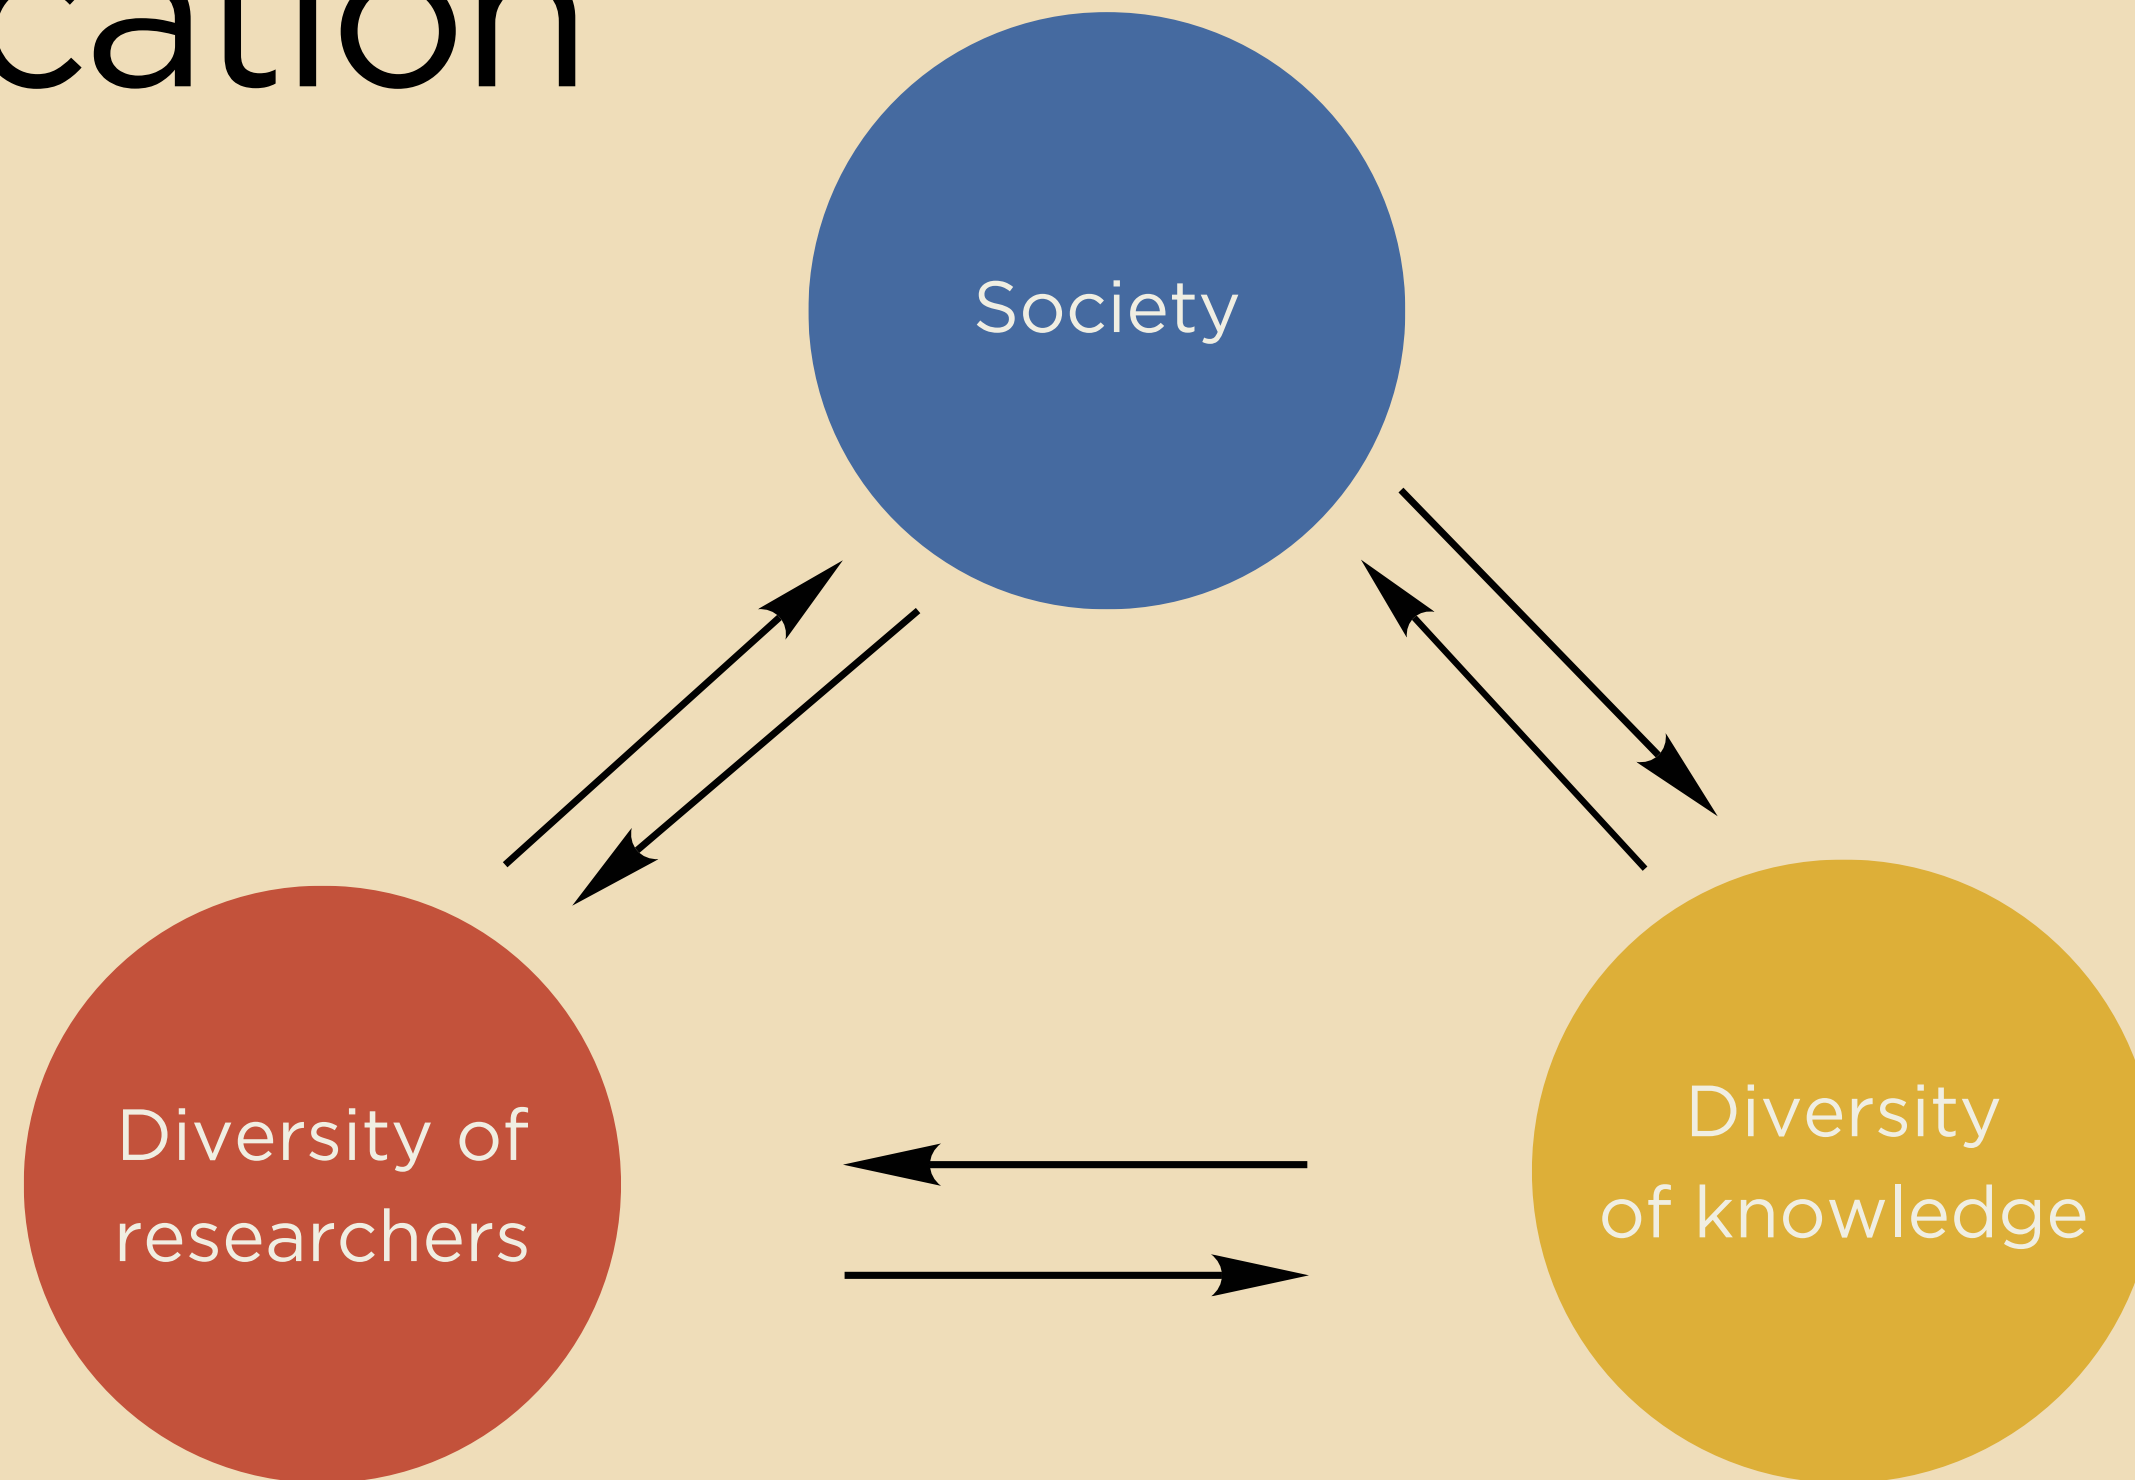 cation
Society
Diversity of
researchers
Diversity
of knowledge